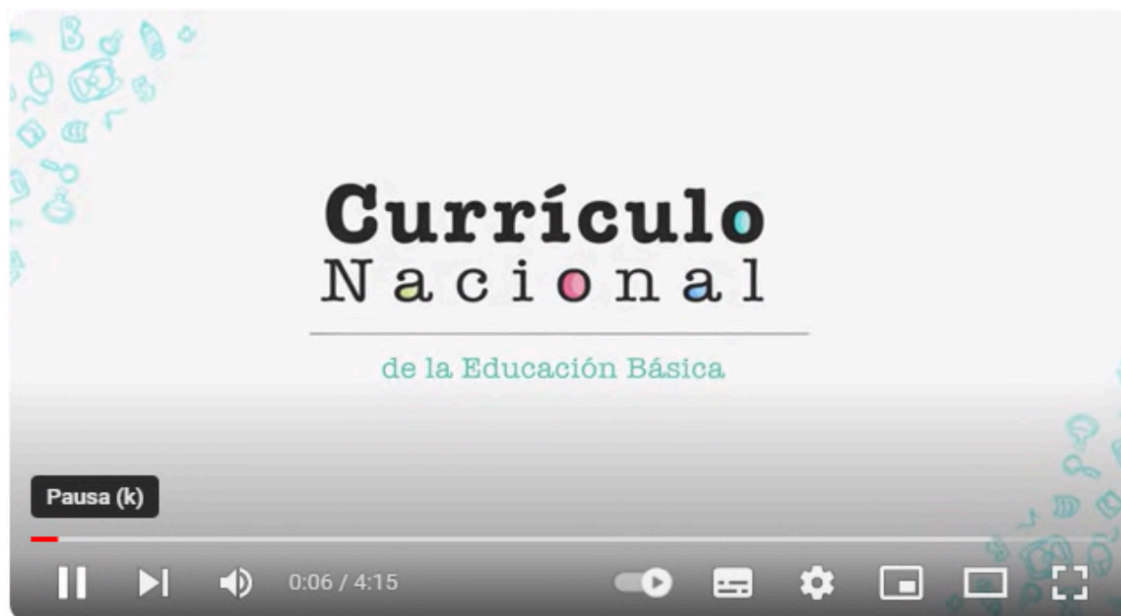 Currículo
Nacional
de la Educación Básica
Pausa (k)
0:06 / 4:15